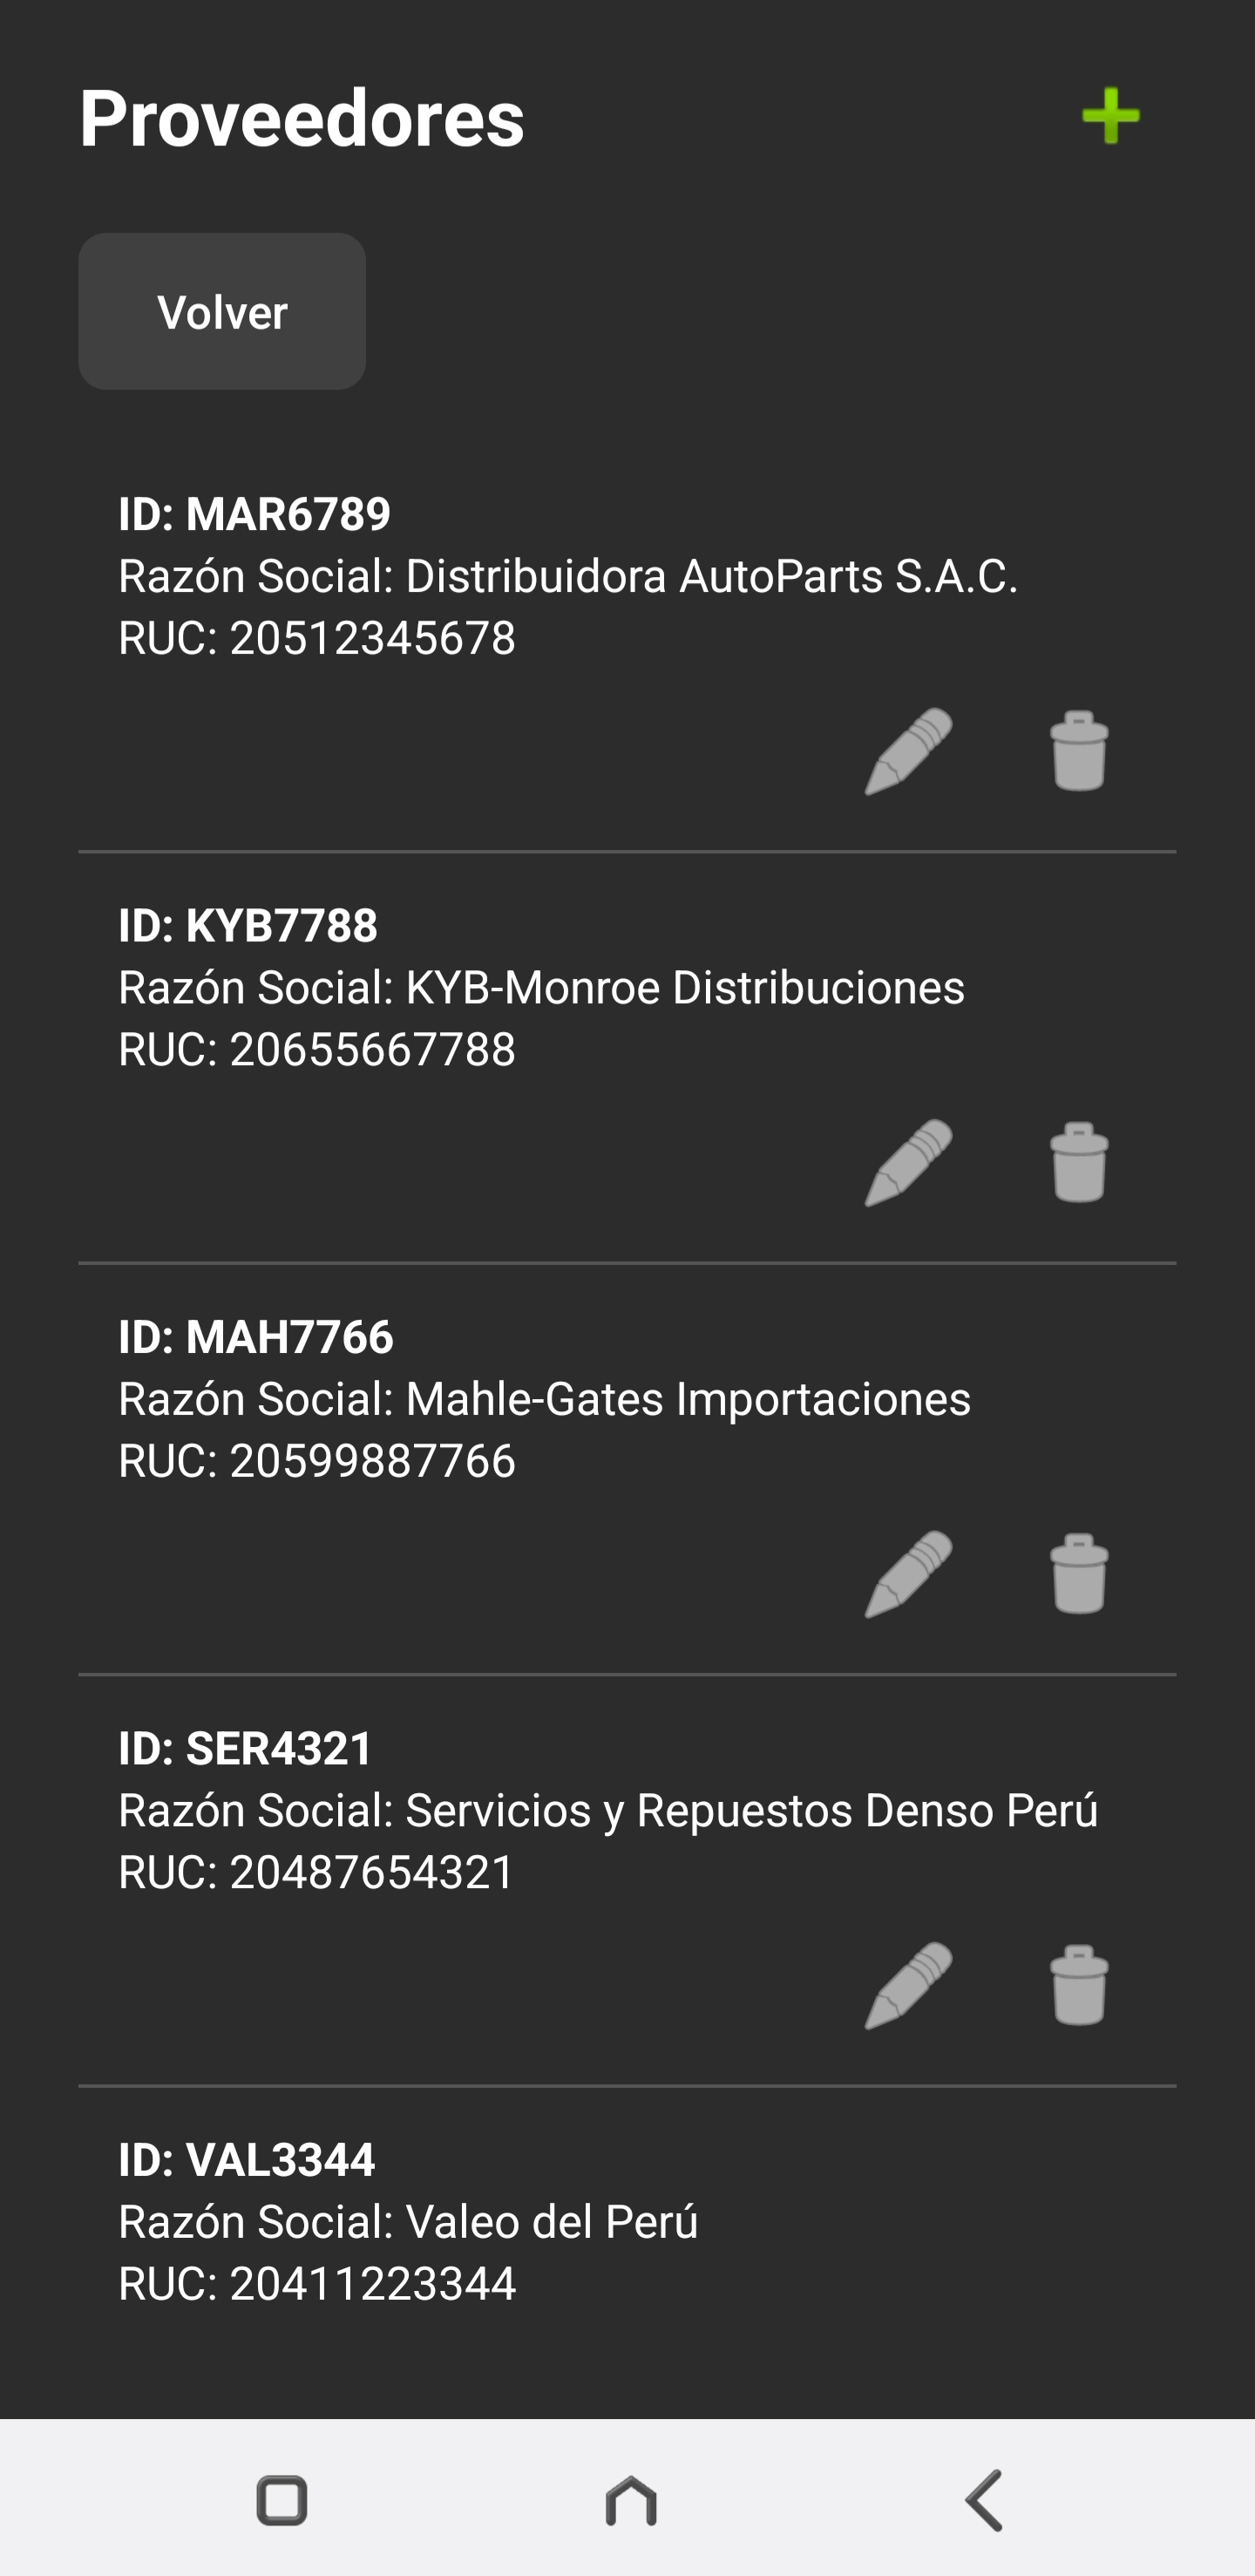 Proveedores
Volver
ID: MAR6789
Razón Social: Distribuidora AutoParts S.A.C.
RUC: 20512345678
ID: KYB7788
Razón Social: KYB-Monroe Distribuciones
RUC: 20655667788
ID: MAH7766
Razón Social: Mahle-Gates Importaciones
RUC: 20599887766
ID: SER4321
Razón Social: Servicios y Repuestos Denso Perú
RUC: 20487654321
ID: VAL3344
Razón Social: Valeo del Perú
RUC: 20411223344